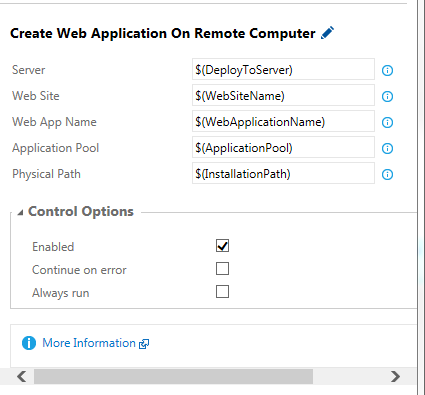 Create Web Application On Remote Computer
Server $(DeployToServer)
Web Site $(WebSiteName)
Web App Name $(WebApplicationName)
Application Pool $(ApplicationPool)
Physical Path $(InstallationPath)
Control Options
Enabled
Continue on error
Always run
More Information